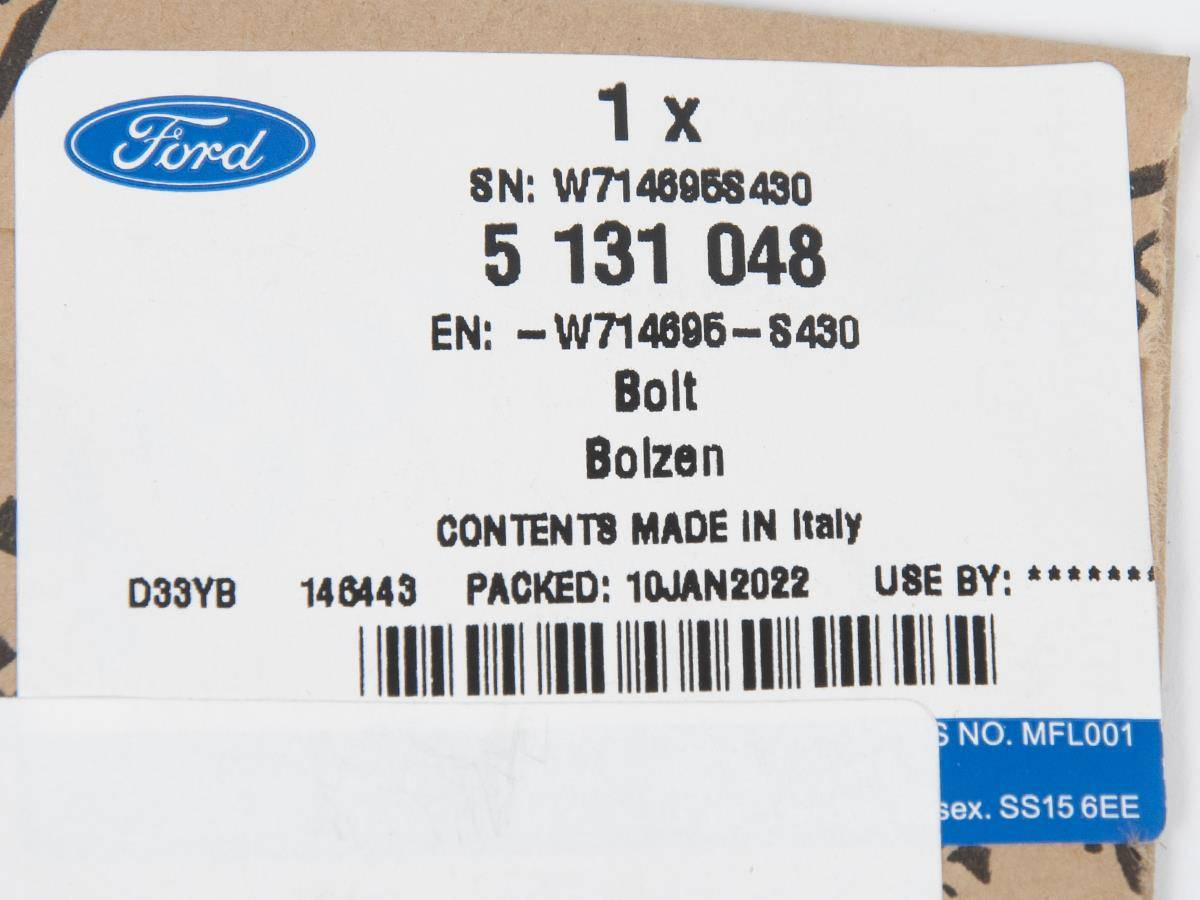 Ford
1 x
SN: W714695S430
5 131 048
EN: -W714695-S430
Bolt
Bolzen
CONTENTS MADE IN Italy
D33YB 146443 PACKED: 10JAN2022 USE BY: *******
NO. MFL001
SS15 6EE